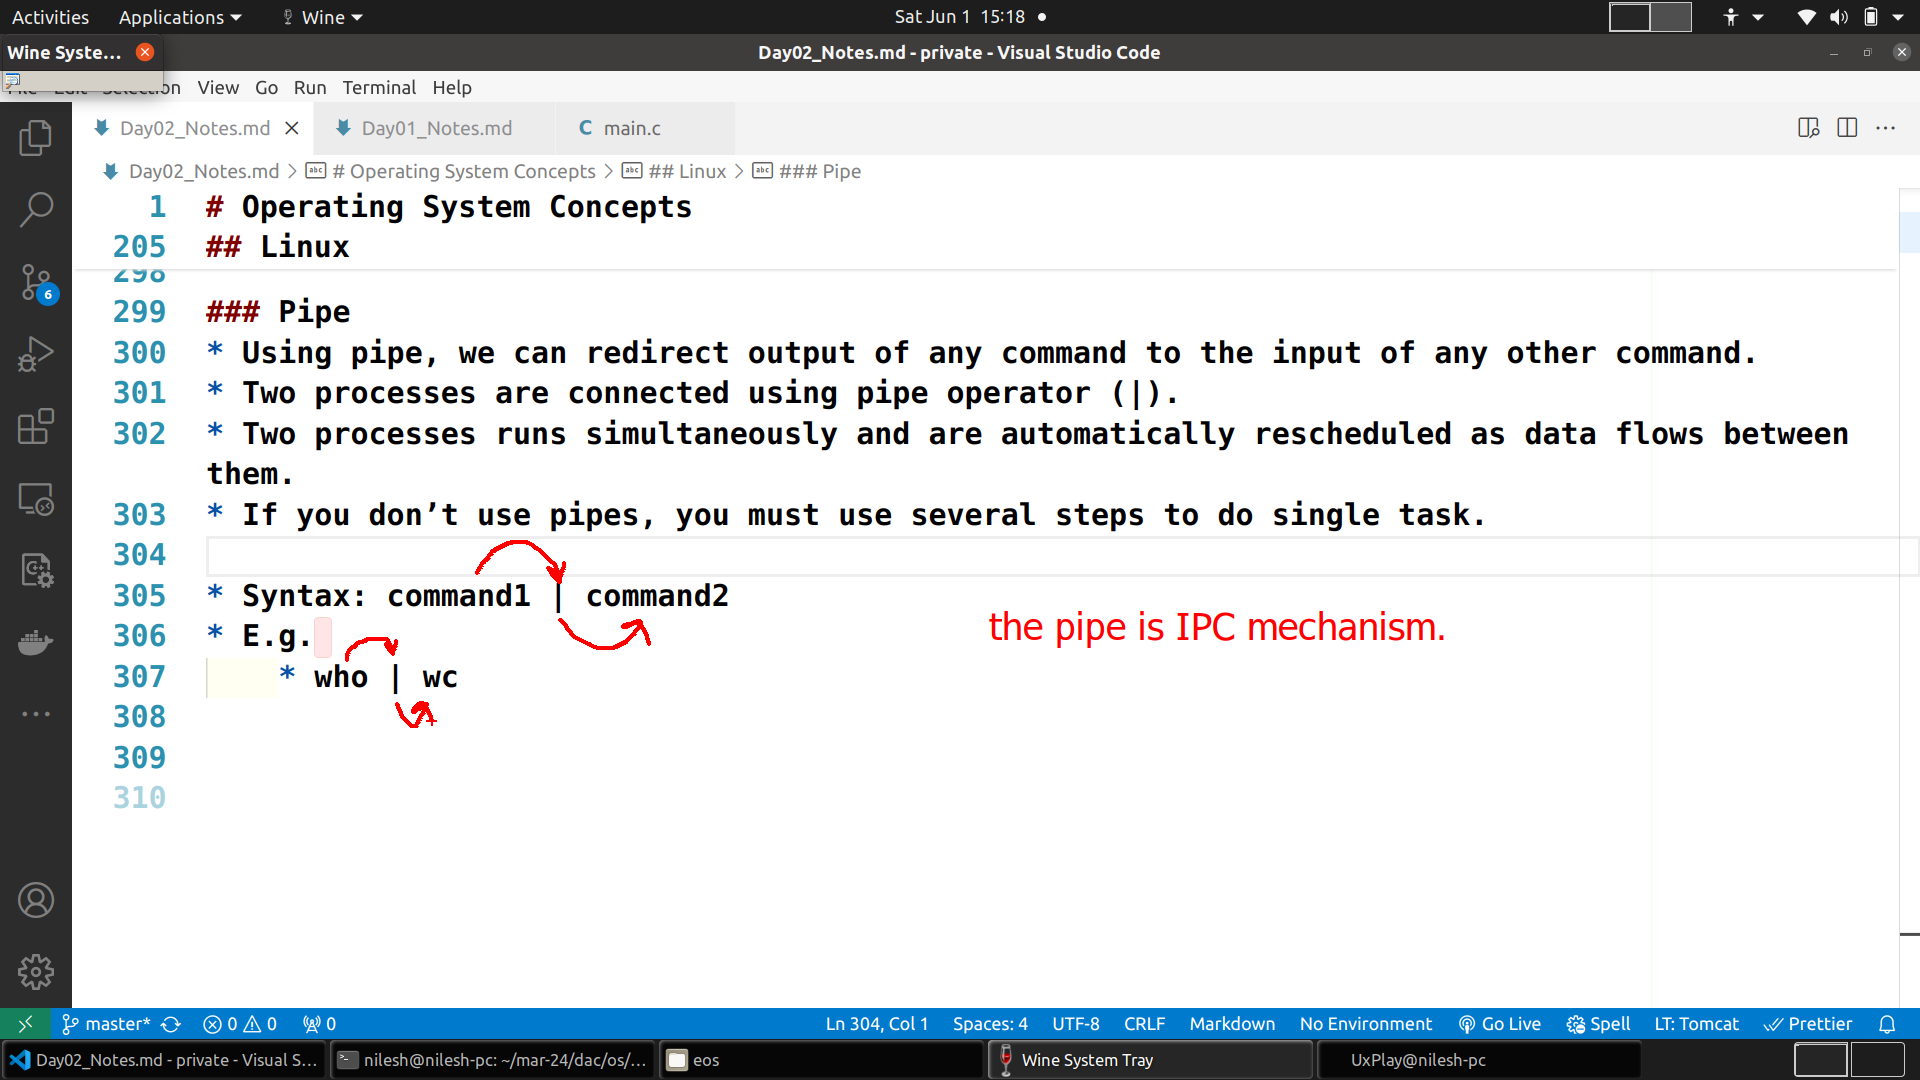 Activities Applications Wine Sat Jun 1 15:18
Wine Syste...
Day02_Notes.md - private - Visual Studio Code
View Go Run Terminal Help
Day02_Notes.md Day01_Notes.md C main.c
Day02_Notes.md > # Operating System Concepts > ## Linux > ### Pipe
1 # Operating System Concepts
205 ## Linux
298
299 ### Pipe
300 * Using pipe, we can redirect output of any command to the input of any other command.
301 * Two processes are connected using pipe operator (|).
302 * Two processes runs simultaneously and are automatically rescheduled as data flows between
them.
303 * If you don’t use pipes, you must use several steps to do single task.
304
305 * Syntax: command1 | command2
the pipe is IPC mechanism.
306 * E.g.
307 * who | wc
308
309
310
6
master* 0 0 0 Ln 304, Col 1 Spaces: 4 UTF-8 CRLF Markdown No Environment Go Live Spell LT: Tomcat Prettier
Day02_Notes.md - private - Visual S... nilesh@nilesh-pc: ~/mar-24/dac/os/... eos Wine System Tray UxPlay@nilesh-pc